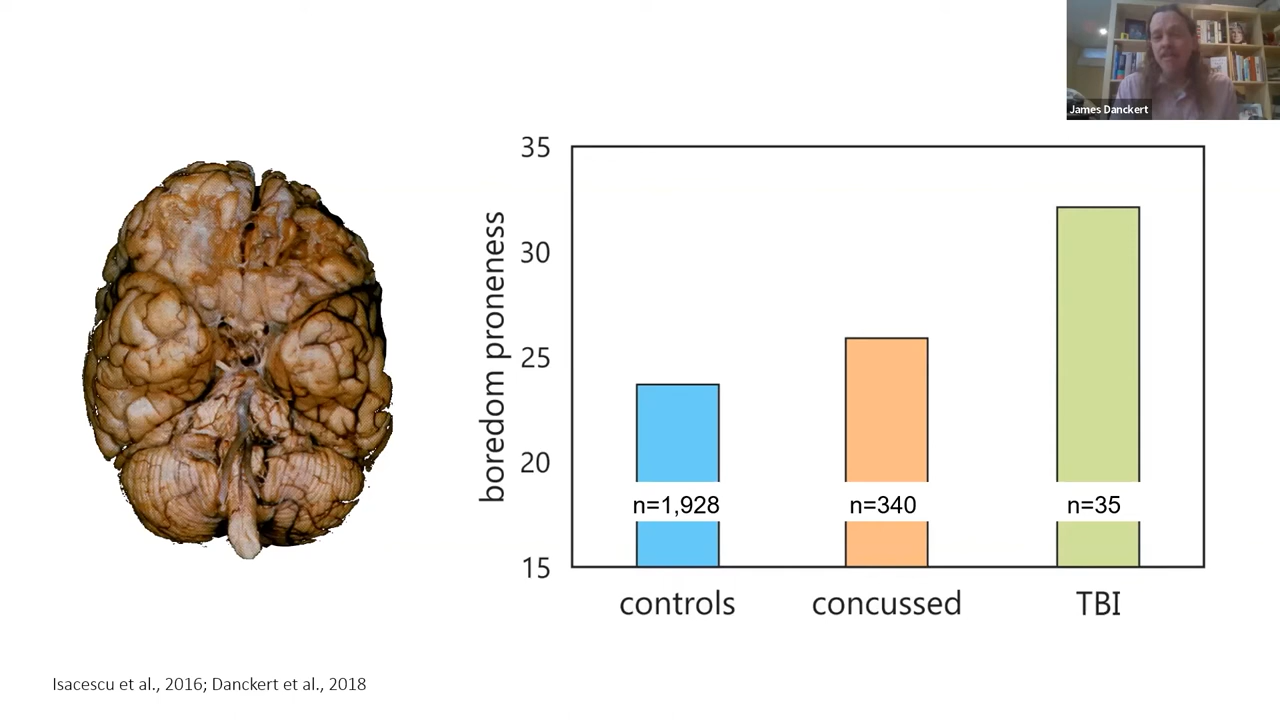 James Danckert
boredom proneness
35
30
25
20
15
n=1,928
n=340
n=35
controls
concussed
TBI
Isacescu et al., 2016; Danckert et al., 2018